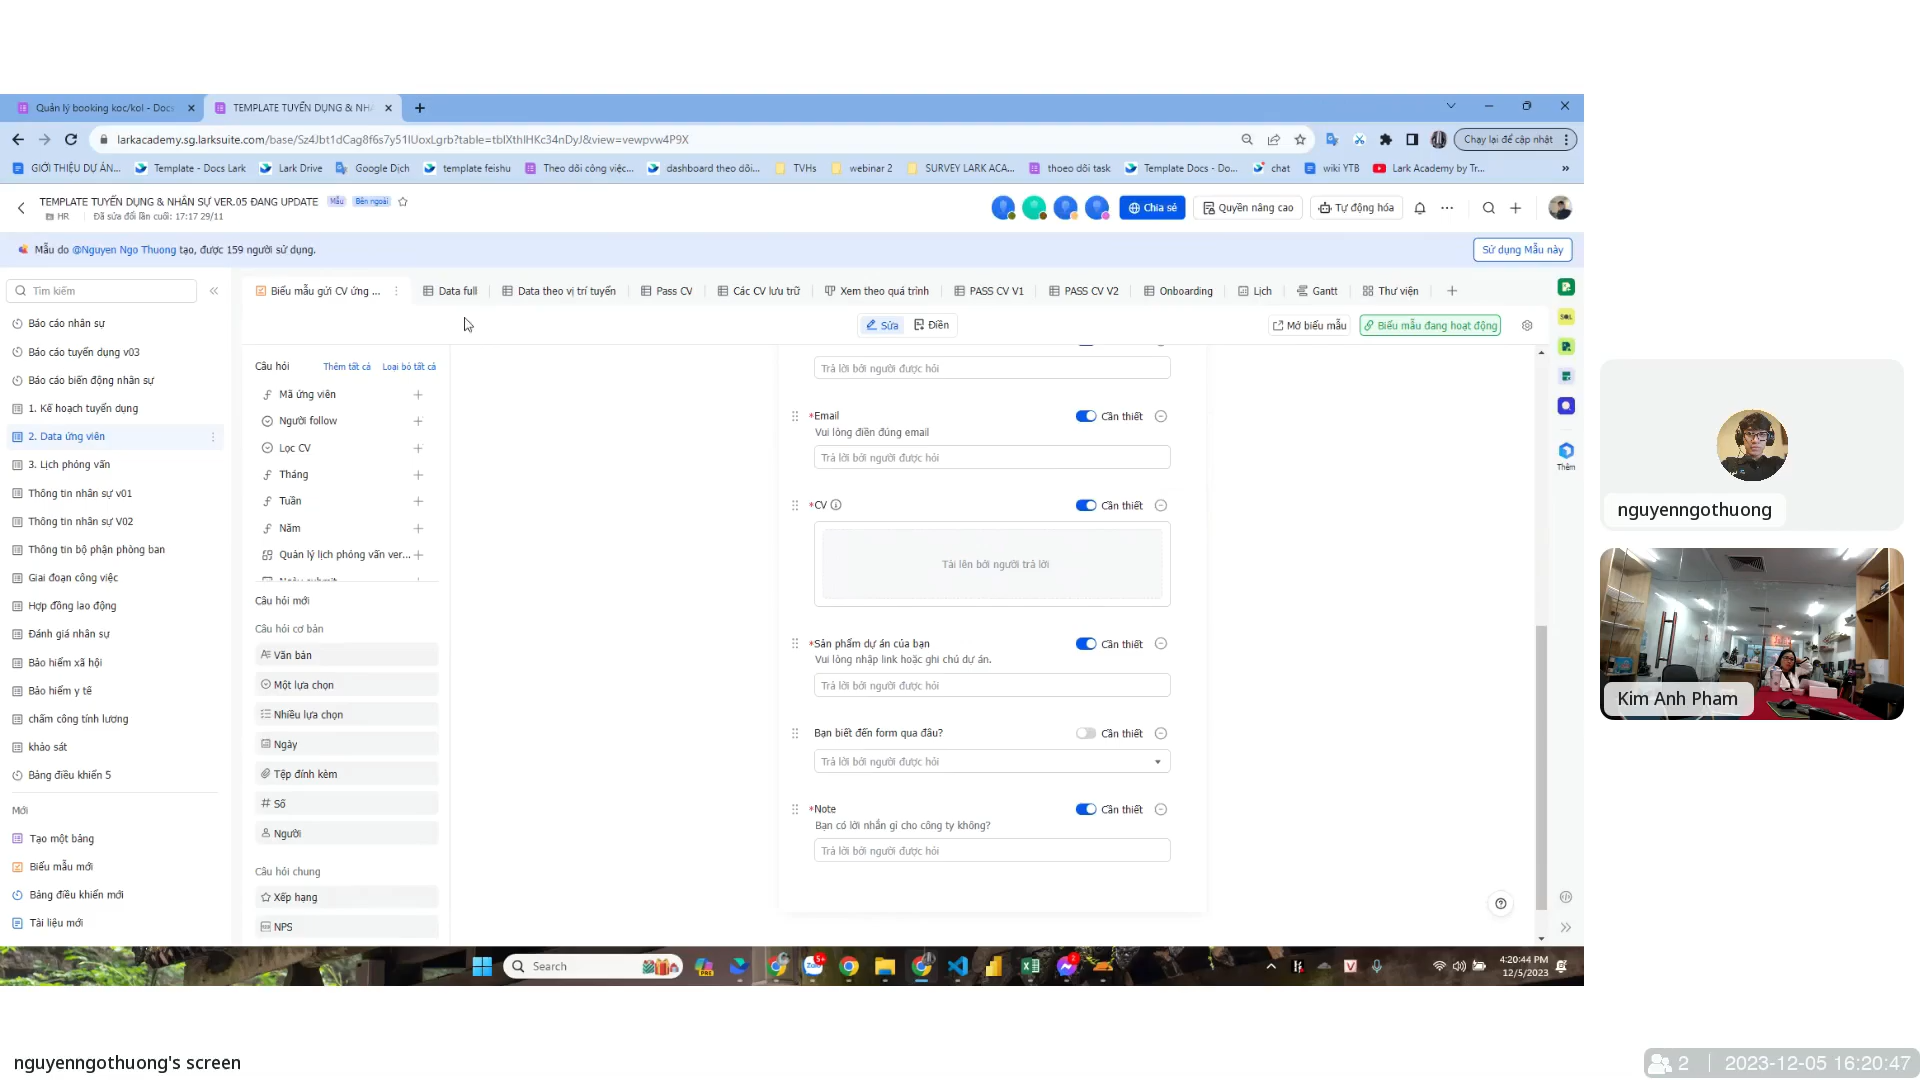 Quản lý booking koc/kol - Docs
TEMPLATE TUYỂN DỤNG & NHÂ
larkacademy.sg.larksuite.com/base/Sz4Jbt1dCag8f6s7y51IUoxLgrb?table=tblXthIHKc34nDyJ&view=vewpvw4P9X
Chạy lại để cập nhật
GIỚI THIỆU DỰ ÁN...
Template - Docs Lark
Lark Drive
Google Dịch
template feishu
Theo dõi công việc...
dashboard theo dõi...
TVHs
webinar 2
SURVEY LARK ACA...
thoeo dõi task
Template Docs - Do...
chat
wiki YTB
Lark Academy by Tr...
TEMPLATE TUYỂN DỤNG & NHÂN SỰ VER.05 ĐANG UPDATE
Mẫu
Bên ngoài
HR
Đã sửa đổi lần cuối: 17:17 29/11
Chia sẻ
Quyền nâng cao
Tự động hóa
Mẫu do @Nguyen Ngo Thuong tạo, được 159 người sử dụng.
Sử dụng Mẫu này
Tìm kiếm
Báo cáo nhân sự
Báo cáo tuyển dụng v03
Báo cáo biến động nhân sự
1. Kế hoạch tuyển dụng
2. Data ứng viên
3. Lịch phỏng vấn
Thông tin nhân sự v01
Thông tin nhân sự V02
Thông tin bộ phận phòng ban
Giai đoạn công việc
Hợp đồng lao động
Đánh giá nhân sự
Bảo hiểm xã hội
Bảo hiểm y tế
chấm công tính lương
khảo sát
Bảng điều khiển 5
Mới
Tạo một bảng
Biểu mẫu mới
Bảng điều khiển mới
Tài liệu mới
Biểu mẫu gửi CV ứng ...
Data full
Data theo vị trí tuyển
Pass CV
Các CV lưu trữ
Xem theo quá trình
PASS CV V1
PASS CV V2
Onboarding
Lịch
Gantt
Thư viện
Sửa
Điền
Mở biểu mẫu
Biểu mẫu đang hoạt động
Câu hỏi
Thêm tất cả
Loại bỏ tất cả
Mã ứng viên
Người follow
Lọc CV
Tháng
Tuần
Năm
Quản lý lịch phỏng vấn ver...
Câu hỏi mới
Câu hỏi cơ bản
Văn bản
Một lựa chọn
Nhiều lựa chọn
Ngày
Tệp đính kèm
Số
Người
Câu hỏi chung
Xếp hạng
NPS
Trả lời bởi người được hỏi
*Email
Cần thiết
Vui lòng điền đúng email
Trả lời bởi người được hỏi
*CV
Cần thiết
Tải lên bởi người trả lời
*Sản phẩm dự án của bạn
Cần thiết
Vui lòng nhập link hoặc ghi chú dự án.
Trả lời bởi người được hỏi
Bạn biết đến form qua đâu?
Cần thiết
Trả lời bởi người được hỏi
*Note
Cần thiết
Bạn có lời nhắn gì cho công ty không?
Trả lời bởi người được hỏi
SQL
Thêm
nguyenngothuong
Kim Anh Pham
Search
PRE
Zalo
5+
2
V
4:20:44 PM
12/5/2023
nguyenngothuong's screen
2
2023-12-05 16:20:47